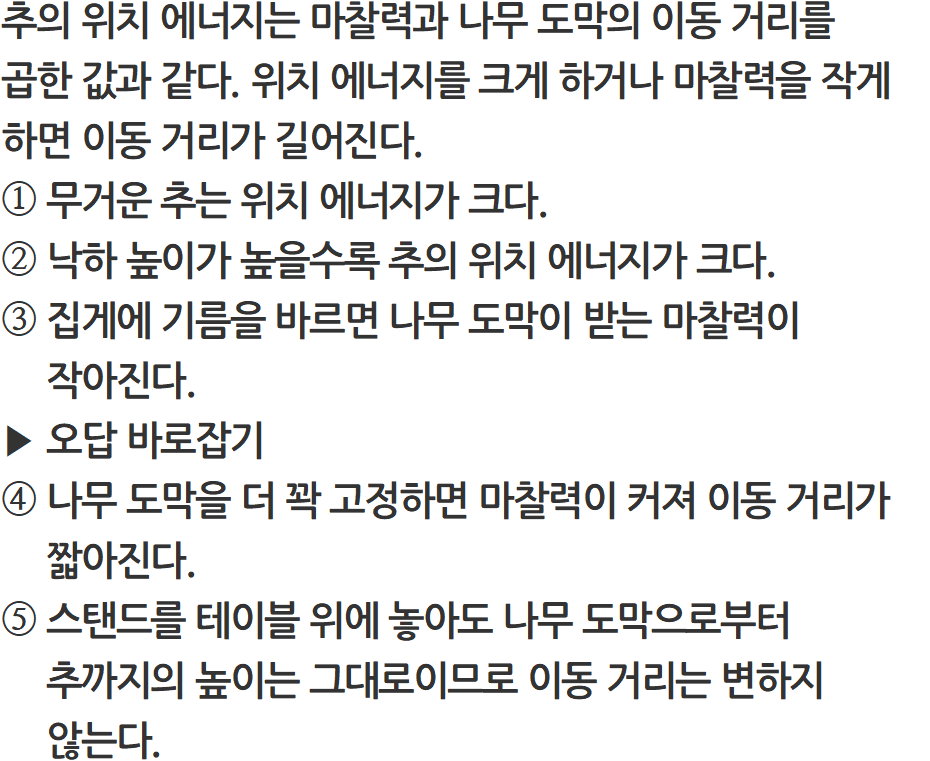 추의 위치 에너지는 마찰력과 나무 도막의 이동 거리를
곱한 값과 같다. 위치 에너지를 크게 하거나 마찰력을 작게
하면 이동 거리가 길어진다.
① 무거운 추는 위치 에너지가 크다.
② 낙하 높이가 높을수록 추의 위치 에너지가 크다.
③ 집게에 기름을 바르면 나무 도막이 받는 마찰력이
작아진다.
▶ 오답 바로잡기
④ 나무 도막을 더 꽉 고정하면 마찰력이 커져 이동 거리가
짧아진다.
⑤ 스탠드를 테이블 위에 놓아도 나무 도막으로부터
추까지의 높이는 그대로이므로 이동 거리는 변하지
않는다.